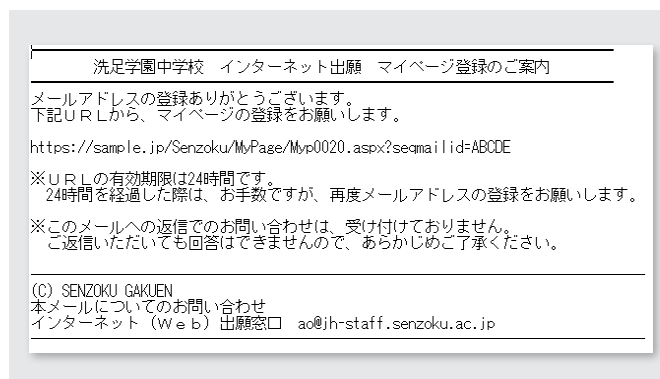 洗足学園中学校　インターネット出願　マイページ登録のご案内
メールアドレスの登録ありがとうございます。
下記ＵＲＬから、マイページの登録をお願いします。
https://sample.jp/Senzoku/MyPage/Myp0020.aspx?seqmailid=ABCDE
※ＵＲＬの有効期限は24時間です。
24時間を経過した際は、お手数ですが、再度メールアドレスの登録をお願いします。
※このメールへの返信でのお問い合わせは、受け付けておりません。
ご返信いただいても回答はできませんので、あらかじめご了承ください。
(C) SENZOKU GAKUEN
本メールについてのお問い合わせ
インターネット（Ｗｅｂ）出願窓口　ao@jh-staff.senzoku.ac.jp